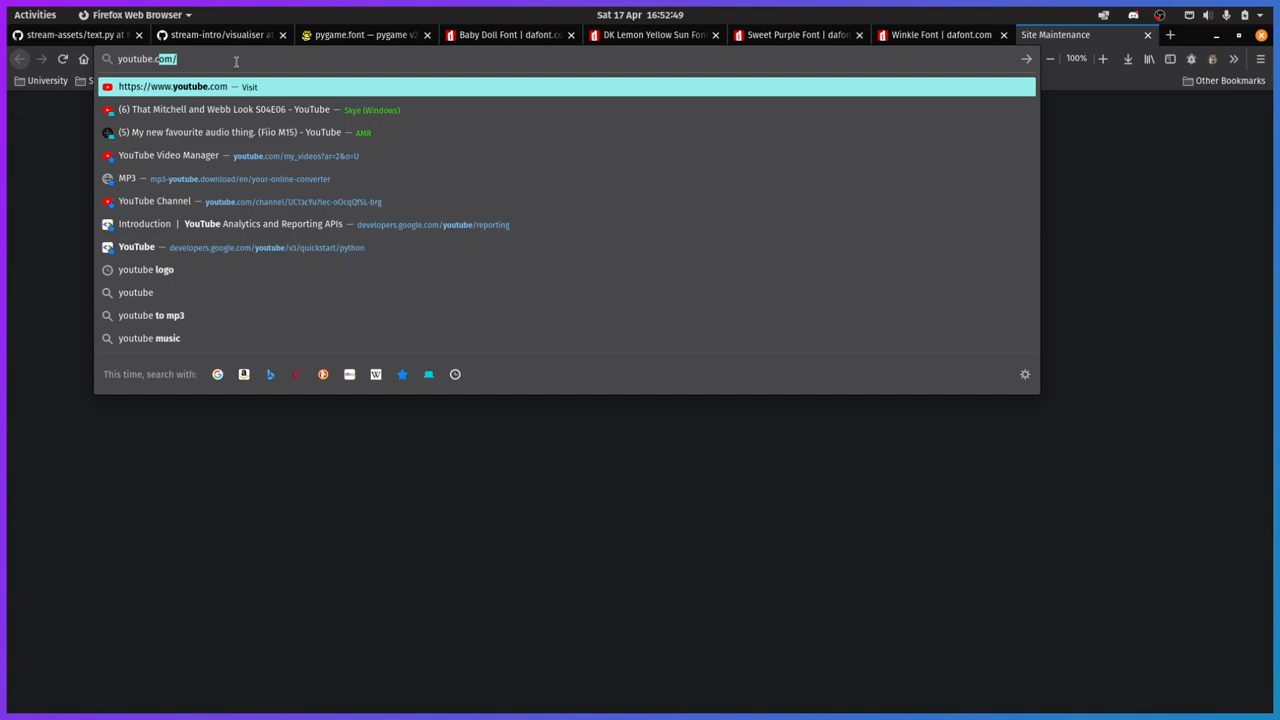 Activities Firefox Web Browser Sat 17 Apr 16:52:49
stream-assets/text.py at f stream-intro/visualiser at pygame.font — pygame v2 Baby Doll Font | dafont.co DK Lemon Yellow Sun Font Sweet Purple Font | dafon Winkle Font | dafont.com Site Maintenance
youtube.com/ 100%
University S Other Bookmarks
https://www.youtube.com — Visit
(6) That Mitchell and Webb Look S04E06 - YouTube — Skye (Windows)
(5) My new favourite audio thing. (Fiio M15) - YouTube — AMR
YouTube Video Manager — youtube.com/my_videos?ar=2&o=U
MP3 — mp3-youtube.download/en/your-online-converter
YouTube Channel — youtube.com/channel/UC13cYu7Iec-oOcqQfSL-brg
Introduction | YouTube Analytics and Reporting APIs — developers.google.com/youtube/reporting
YouTube — developers.google.com/youtube/v3/quickstart/python
youtube logo
youtube
youtube to mp3
youtube music
This time, search with: